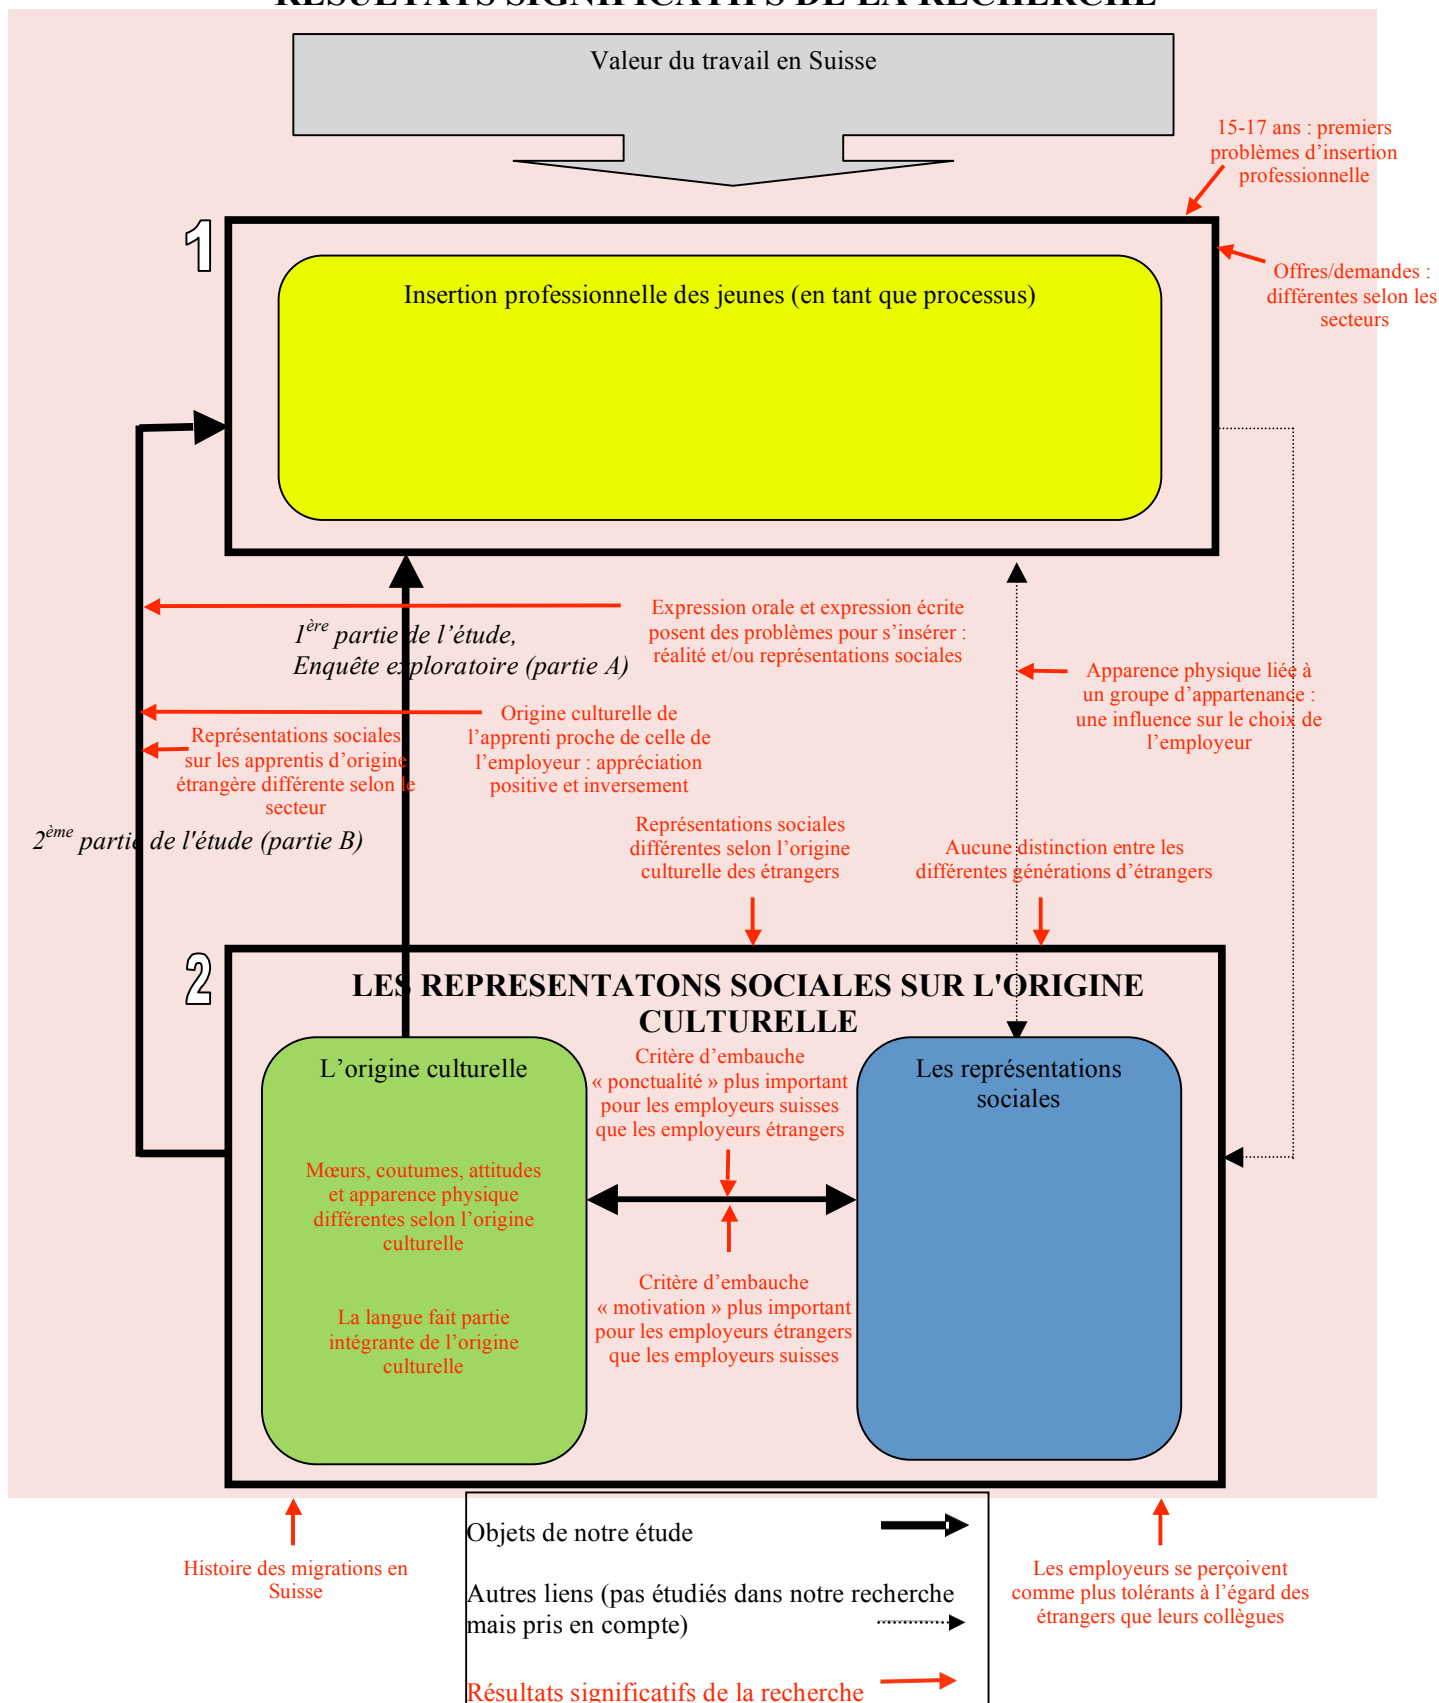 RESULTATS SIGNIFICATIFS DE LA RECHERCHE
Valeur du travail en Suisse
15-17 ans : premiers
problèmes d’insertion
professionnelle
1
Insertion professionnelle des jeunes (en tant que processus)
Offres/demandes :
différentes selon les
secteurs
Expression orale et expression écrite
posent des problèmes pour s’insérer :
réalité et/ou représentations sociales
1ère partie de l’étude,
Enquête exploratoire (partie A)
Apparence physique liée à
un groupe d’appartenance :
une influence sur le choix de
l’employeur
Origine culturelle de
l’apprenti proche de celle de
l’employeur : appréciation
positive et inversement
Représentations sociales
sur les apprentis d’origine
étrangère différente selon le
secteur
2ème partie de l'étude (partie B)
Représentations sociales
différentes selon l’origine
culturelle des étrangers
Aucune distinction entre les
différentes générations d’étrangers
2
LES REPRESENTATONS SOCIALES SUR L'ORIGINE
CULTURELLE
L’origine culturelle
Mœurs, coutumes, attitudes
et apparence physique
différentes selon l’origine
culturelle
La langue fait partie
intégrante de l’origine
culturelle
Critère d’embauche
« ponctualité » plus important
pour les employeurs suisses
que les employeurs étrangers
Critère d’embauche
« motivation » plus important
pour les employeurs étrangers
que les employeurs suisses
Les représentations
sociales
Histoire des migrations en
Suisse
Objets de notre étude
Autres liens (pas étudiés dans notre recherche
mais pris en compte)
Résultats significatifs de la recherche
Les employeurs se perçoivent
comme plus tolérants à l’égard des
étrangers que leurs collègues